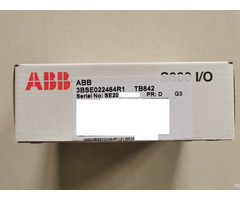 ABB
ABB
S800 I/O
3BSE022464R1 TB842
Serial No: SE20
PR: D G3